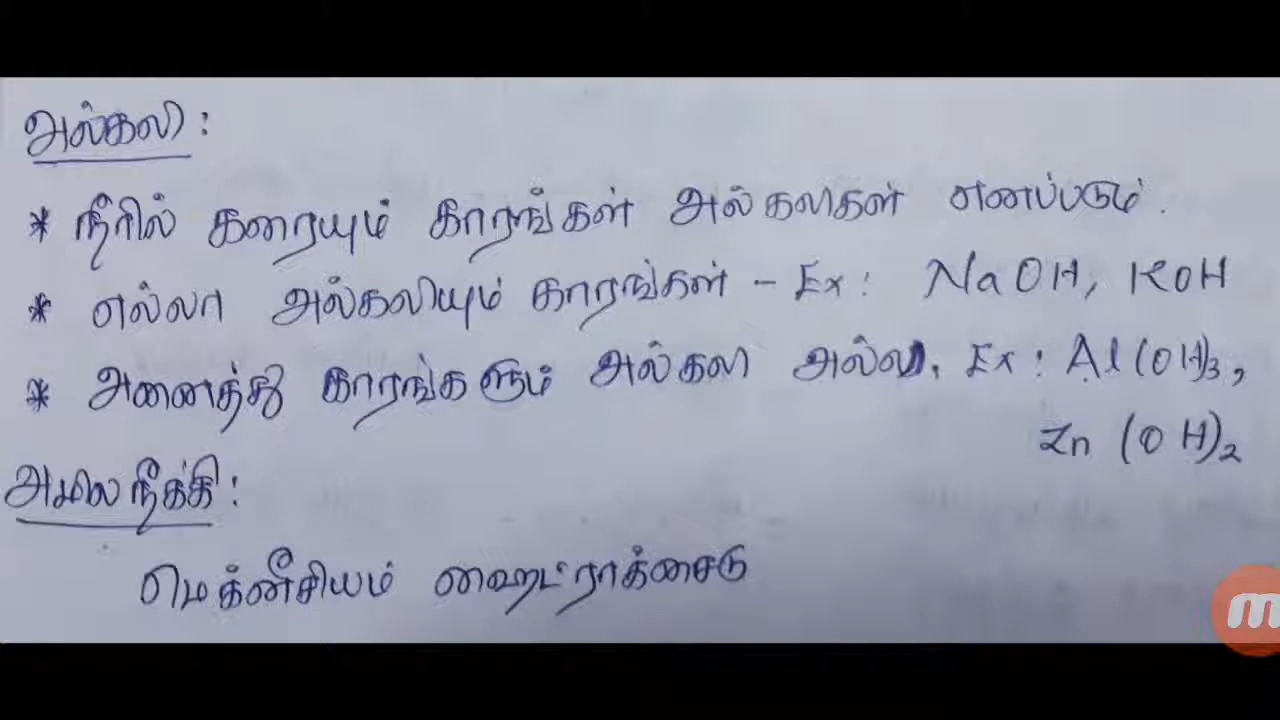 அல்கலி :
* நீரில் கரையும் காரங்கள் அல்கலிகள் எனப்படும்.
* எல்லா அல்கலியும் காரங்கள் - Ex : NaOH, KOH
* அனைத்து காரங்களும் அல்கலி அல்ல. Ex : Al(OH)3,
Zn (OH)2
அமில நீக்கி :
மெக்னீசியம் ஹைட்ராக்சைடு